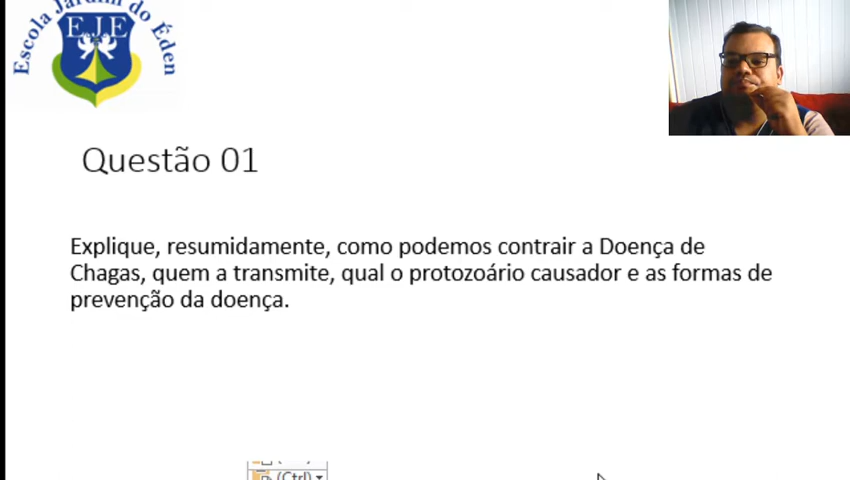 Escola Jardim do Éden
E.J.E
Questão 01
Explique, resumidamente, como podemos contrair a Doença de
Chagas, quem a transmite, qual o protozoário causador e as formas de
prevenção da doença.
(Ctrl)